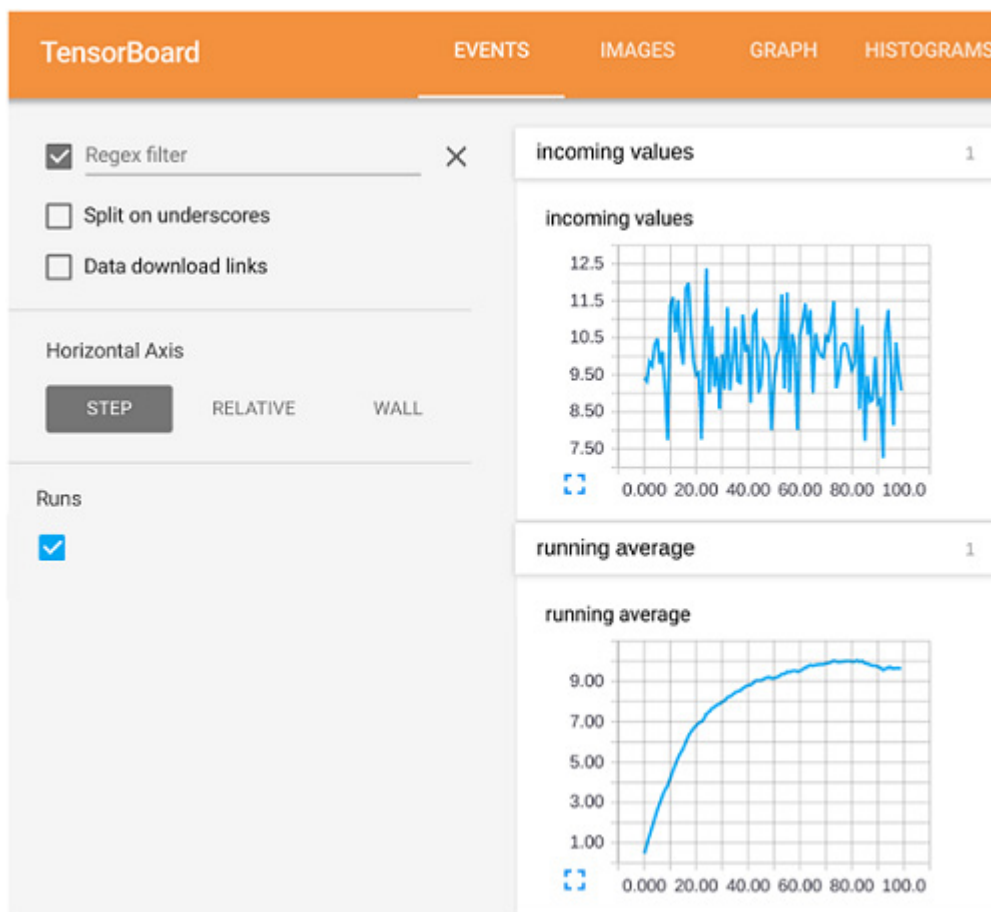 TensorBoard
EVENTS IMAGES GRAPH HISTOGRAMS
Regex filter
Split on underscores
Data download links
Horizontal Axis
STEP RELATIVE WALL
Runs
incoming values 1
incoming values
12.5
11.5
10.5
9.50
8.50
7.50
0.000 20.00 40.00 60.00 80.00 100.0
running average 1
running average
9.00
7.00
5.00
3.00
1.00
0.000 20.00 40.00 60.00 80.00 100.0